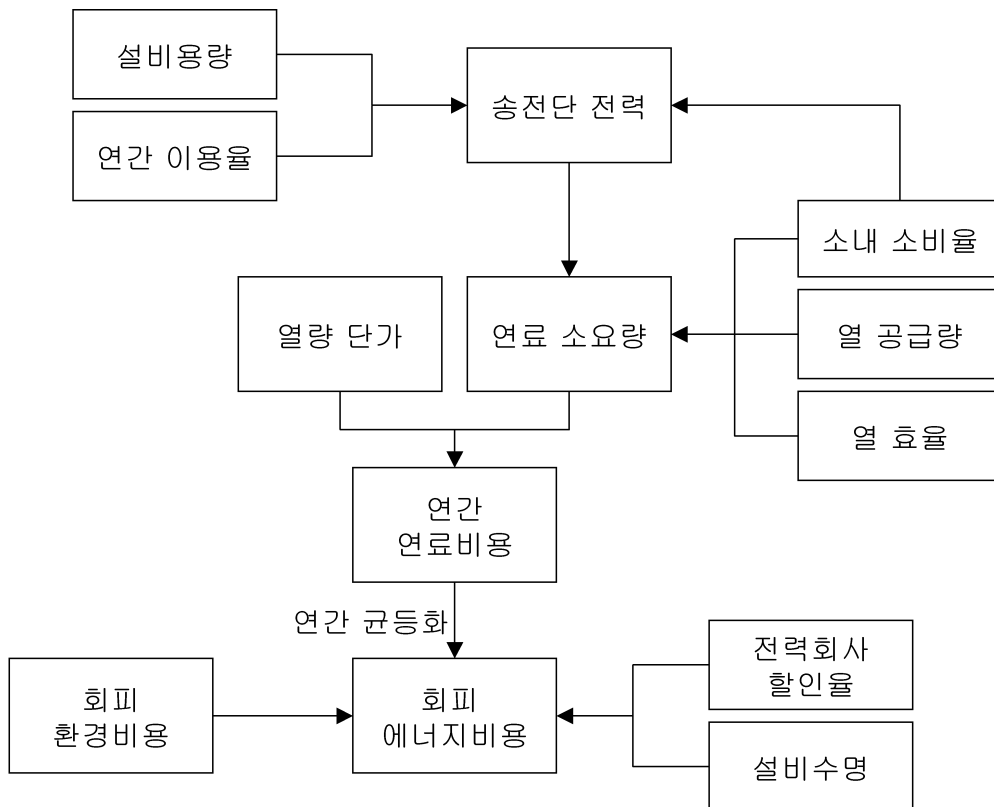 설비용량
송전단 전력
연간 이용율
소내 소비율
열량 단가
연료 소요량
열 공급량
열 효율
연간
연료비용
연간 균등화
전력회사
할인율
회피
환경비용
회피
에너지비용
설비수명